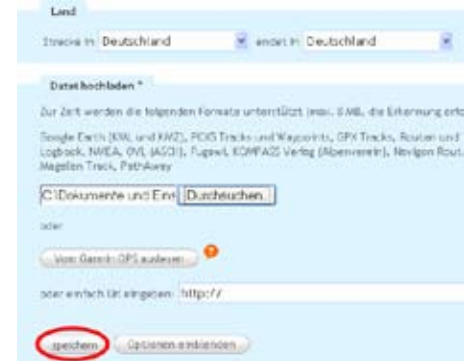 Land
Strecke in Deutschland endet in Deutschland
Datei hochladen *
Zur Zeit werden die folgenden Formate unterstützt (max. 8 MB, die Erkennung erfo
Google Earth (KML und KMZ), PCX5 Tracks und Waypoints, GPX Tracks, Routen und
Logbook, NMEA, OVL (ASCII), Fugawi, KOMPASS Verlag (Alpenverein), Navigon Rout
Magellan Track, PathAway
C:\Dokumente und Eins Durchsuchen...
oder
Vom Garmin GPS auslesen ?
oder einfach Url eingeben: http://
speichern Optionen einblenden